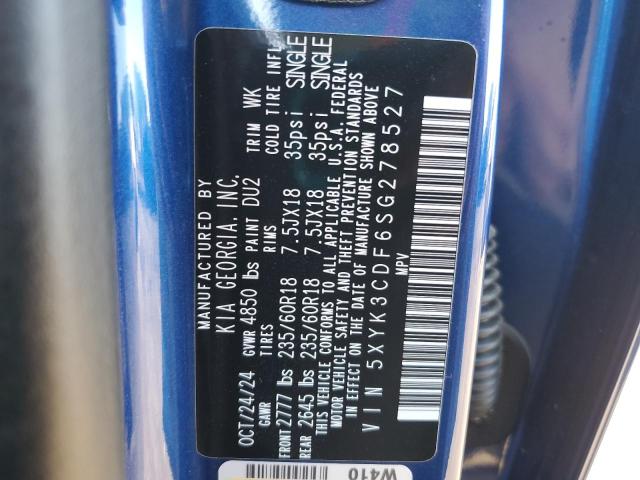 MANUFACTURED BY
KIA GEORGIA, INC.
OCT/24/24 GVWR 4850 lbs PAINT DU2 TRIM WK
GAWR TIRES RIMS COLD TIRE INFL
FRONT 2777 lbs 235/60R18 7.5JX18 35psi SINGLE
REAR 2645 lbs 235/60R18 7.5JX18 35psi SINGLE
THIS VEHICLE CONFORMS TO ALL APPLICABLE U.S.A. FEDERAL
MOTOR VEHICLE SAFETY AND THEFT PREVENTION STANDARDS
IN EFFECT ON THE DATE OF MANUFACTURE SHOWN ABOVE
VIN 5XYK3CDF6SG278527
MPV
W410